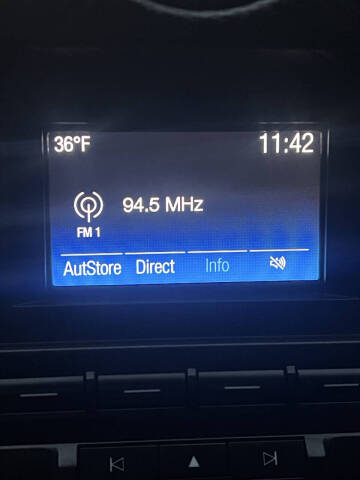 36°F 11:42
94.5 MHz
FM 1
AutStore Direct Info